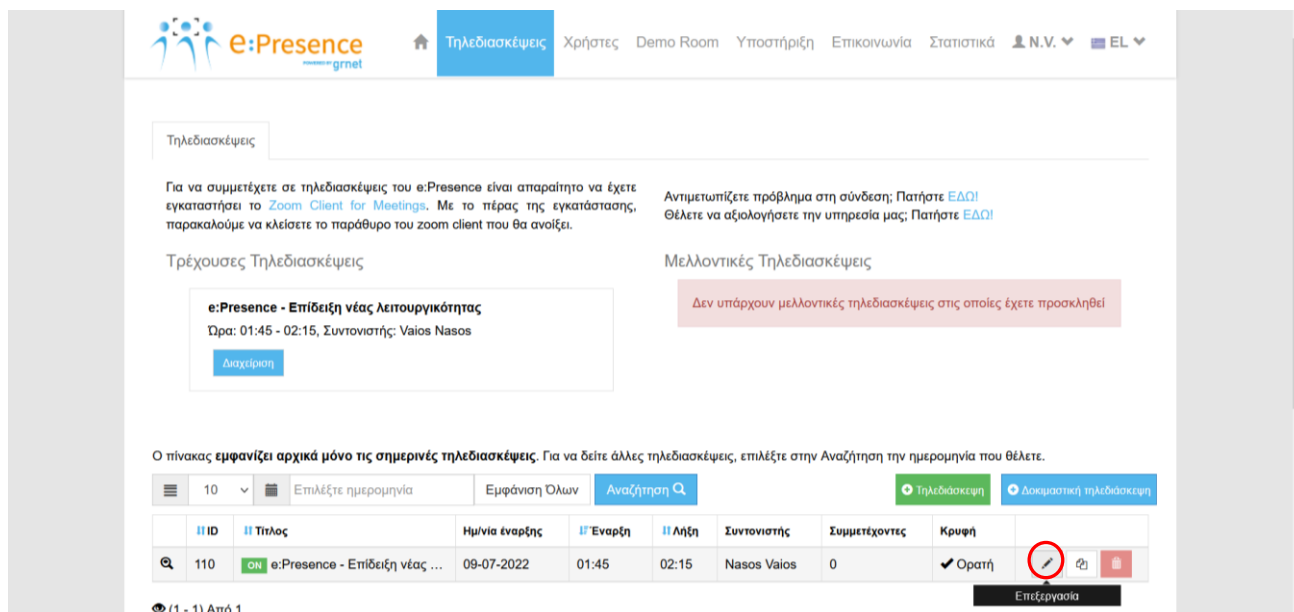 e:Presence
POWERED BY grnet
Τηλεδιασκέψεις Χρήστες Demo Room Υποστήριξη Επικοινωνία Στατιστικά N.V. EL
Τηλεδιασκέψεις
Για να συμμετέχετε σε τηλεδιασκέψεις του e:Presence είναι απαραίτητο να έχετε
εγκαταστήσει το Zoom Client for Meetings. Με το πέρας της εγκατάστασης,
παρακαλούμε να κλείσετε το παράθυρο του zoom client που θα ανοίξει.
Αντιμετωπίζετε πρόβλημα στη σύνδεση; Πατήστε ΕΔΩ!
Θέλετε να αξιολογήσετε την υπηρεσία μας; Πατήστε ΕΔΩ!
Τρέχουσες Τηλεδιασκέψεις
e:Presence - Επίδειξη νέας λειτουργικότητας
Ώρα: 01:45 - 02:15, Συντονιστής: Vaios Nasos
Διαχείριση
Μελλοντικές Τηλεδιασκέψεις
Δεν υπάρχουν μελλοντικές τηλεδιασκέψεις στις οποίες έχετε προσκληθεί
Ο πίνακας εμφανίζει αρχικά μόνο τις σημερινές τηλεδιασκέψεις. Για να δείτε άλλες τηλεδιασκέψεις, επιλέξτε στην Αναζήτηση την ημερομηνία που θέλετε.
10 Επιλέξτε ημερομηνία Εμφάνιση Όλων Αναζήτηση Τηλεδιάσκεψη Δοκιμαστική τηλεδιάσκεψη
ID Τίτλος Ημ/νία έναρξης Έναρξη Λήξη Συντονιστής Συμμετέχοντες Κρυφή
110 ON e:Presence - Επίδειξη νέας ... 09-07-2022 01:45 02:15 Nasos Vaios 0 Ορατή
Επεξεργασία
(1 - 1) Από 1